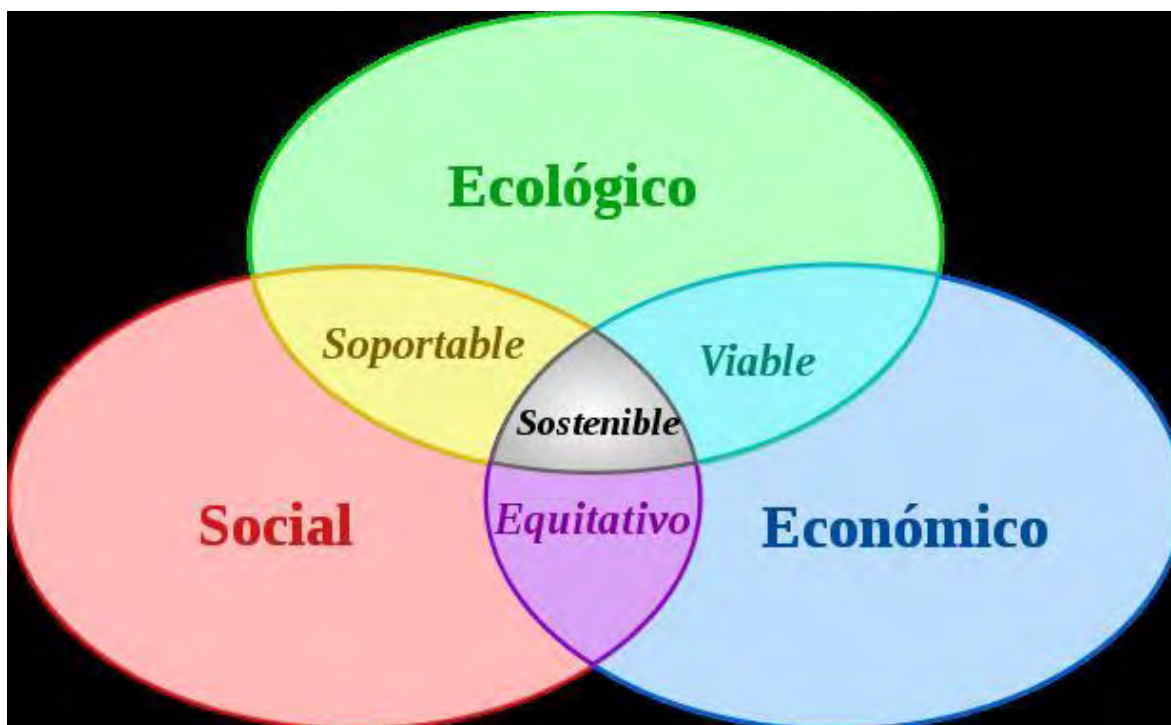 Ecológico
Soportable
Viable
Sostenible
Social
Equitativo
Económico